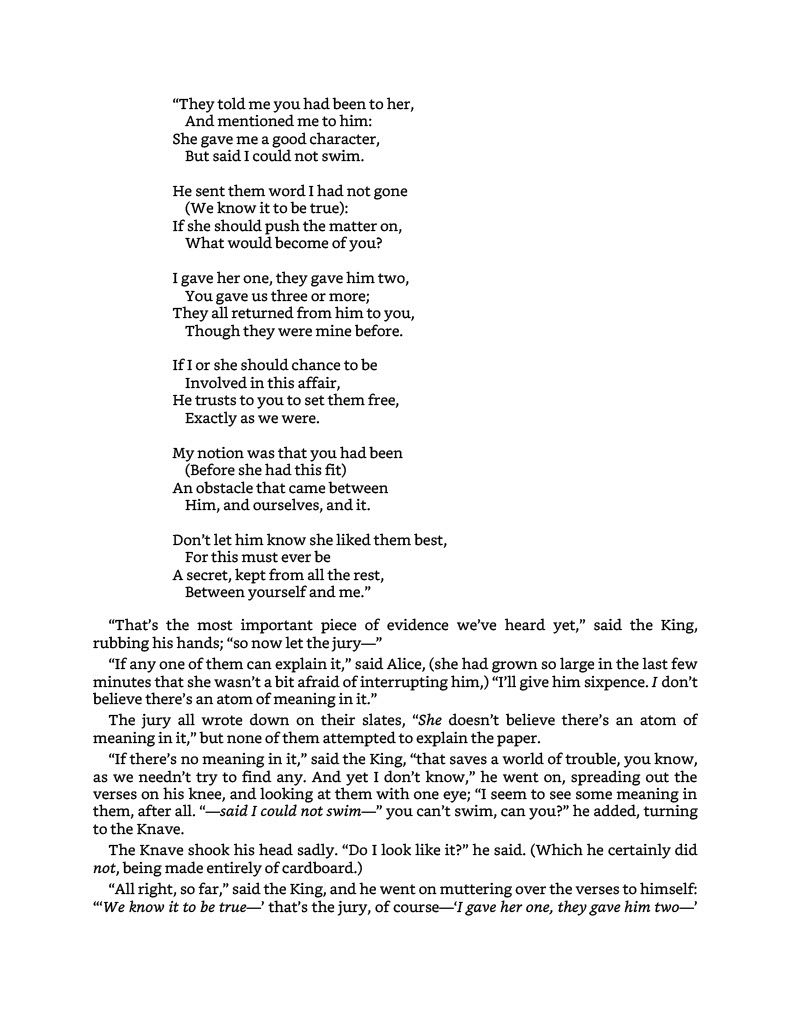 “They told me you had been to her,
And mentioned me to him:
She gave me a good character,
But said I could not swim.
He sent them word I had not gone
(We know it to be true):
If she should push the matter on,
What would become of you?
I gave her one, they gave him two,
You gave us three or more;
They all returned from him to you,
Though they were mine before.
If I or she should chance to be
Involved in this affair,
He trusts to you to set them free,
Exactly as we were.
My notion was that you had been
(Before she had this fit)
An obstacle that came between
Him, and ourselves, and it.
Don’t let him know she liked them best,
For this must ever be
A secret, kept from all the rest,
Between yourself and me.”
“That’s the most important piece of evidence we’ve heard yet,” said the King,
rubbing his hands; “so now let the jury—”
“If any one of them can explain it,” said Alice, (she had grown so large in the last few
minutes that she wasn’t a bit afraid of interrupting him,) “I’ll give him sixpence. I don’t
believe there’s an atom of meaning in it.”
The jury all wrote down on their slates, “She doesn’t believe there’s an atom of
meaning in it,” but none of them attempted to explain the paper.
“If there’s no meaning in it,” said the King, “that saves a world of trouble, you know,
as we needn’t try to find any. And yet I don’t know,” he went on, spreading out the
verses on his knee, and looking at them with one eye; “I seem to see some meaning in
them, after all. “—said I could not swim—” you can’t swim, can you?” he added, turning
to the Knave.
The Knave shook his head sadly. “Do I look like it?” he said. (Which he certainly did
not, being made entirely of cardboard.)
“All right, so far,” said the King, and he went on muttering over the verses to himself:
“‘We know it to be true—’ that’s the jury, of course—‘I gave her one, they gave him two—’